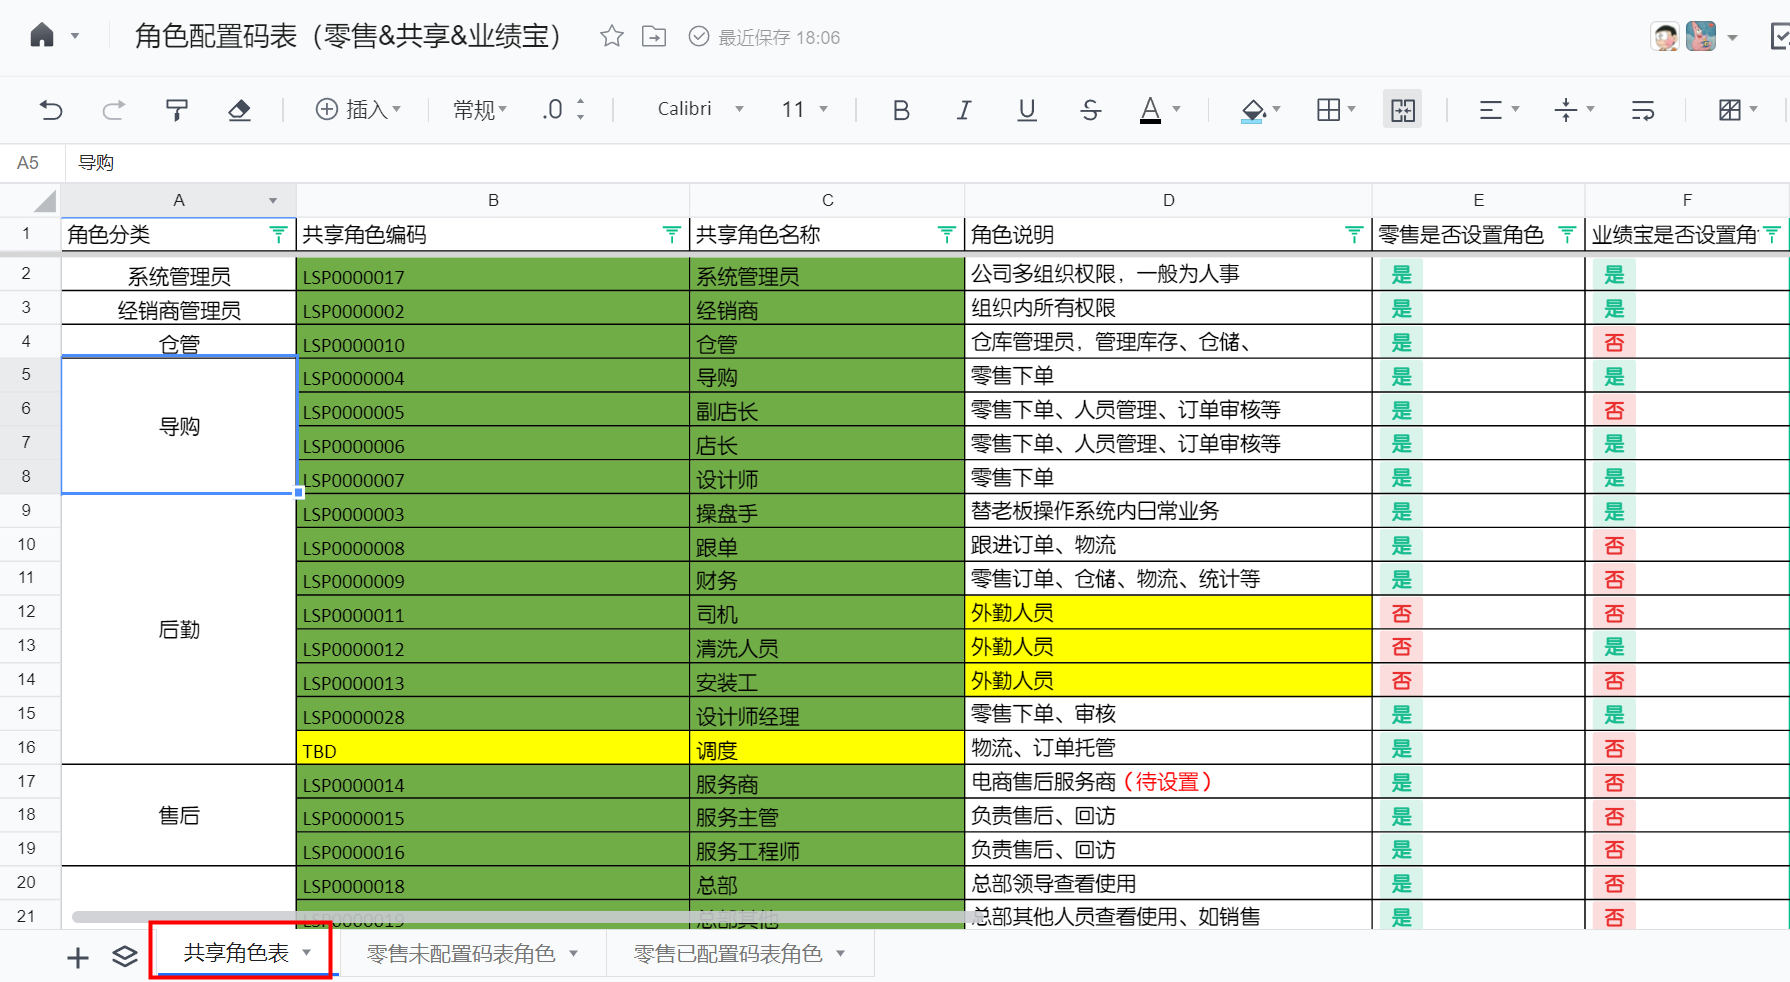 角色配置码表（零售&共享&业绩宝）
最近保存 18:06
插入 常规 .0 Calibri 11 B I U S A
A5 导购
A B C D E F
1 角色分类 共享角色编码 共享角色名称 角色说明 零售是否设置角色 业绩宝是否设置角
2 系统管理员 LSP0000017 系统管理员 公司多组织权限，一般为人事 是 是
3 经销商管理员 LSP0000002 经销商 组织内所有权限 是 是
4 仓管 LSP0000010 仓管 仓库管理员，管理库存、仓储、 是 否
5 LSP0000004 导购 零售下单 是 是
6 导购 LSP0000005 副店长 零售下单、人员管理、订单审核等 是 否
7 LSP0000006 店长 零售下单、人员管理、订单审核等 是 是
8 LSP0000007 设计师 零售下单 是 是
9 LSP0000003 操盘手 替老板操作系统内日常业务 是 是
10 LSP0000008 跟单 跟进订单、物流 是 否
11 LSP0000009 财务 零售订单、仓储、物流、统计等 是 否
12 后勤 LSP0000011 司机 外勤人员 否 否
13 LSP0000012 清洗人员 外勤人员 否 是
14 LSP0000013 安装工 外勤人员 否 否
15 LSP0000028 设计师经理 零售下单、审核 是 是
16 TBD 调度 物流、订单托管 是 否
17 LSP0000014 服务商 电商售后服务商（待设置） 是 否
18 售后 LSP0000015 服务主管 负责售后、回访 是 否
19 LSP0000016 服务工程师 负责售后、回访 是 否
20 LSP0000018 总部 总部领导查看使用 是 否
21 LSP0000019 总部其他 总部其他人员查看使用、如销售 是 否
共享角色表 零售未配置码表角色 零售已配置码表角色